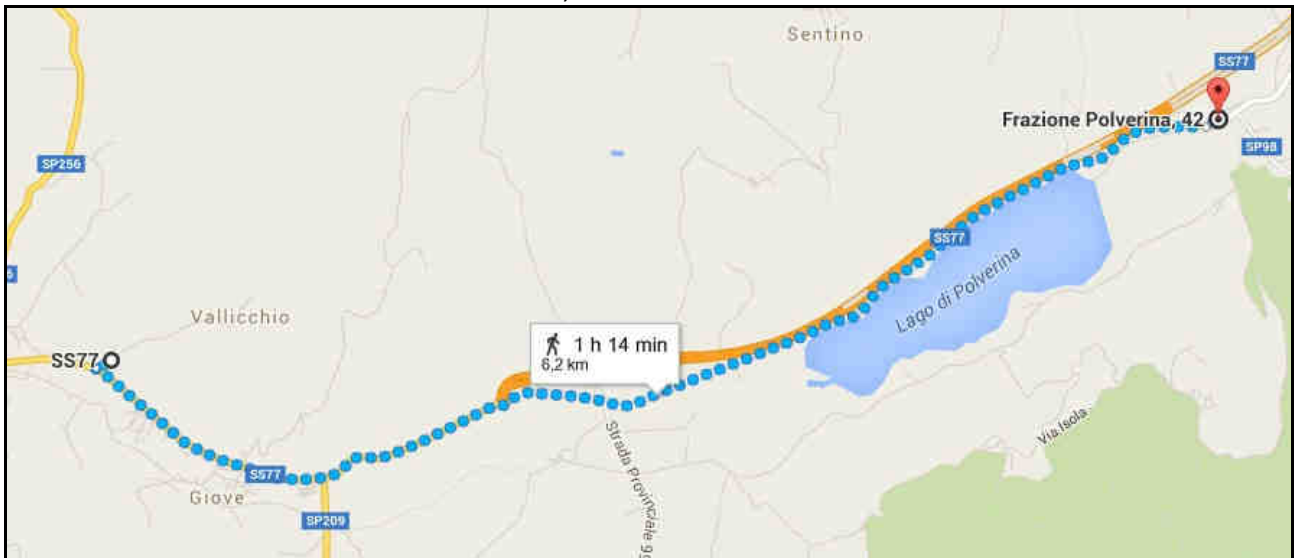 Sentino
SS77
Frazione Polverina, 42
SP98
SP256
SS77
Lago di Polverina
Vallicchio
1 h 14 min
6,2 km
SS77
Via Isola
Strada Provinciale 99
SS77
Giove
SP209